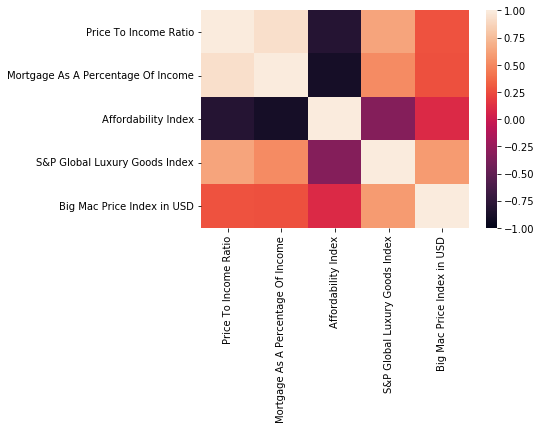 Price To Income Ratio
Mortgage As A Percentage Of Income
Affordability Index
S&P Global Luxury Goods Index
Big Mac Price Index in USD
Price To Income Ratio
Mortgage As A Percentage Of Income
Affordability Index
S&P Global Luxury Goods Index
Big Mac Price Index in USD
1.00
0.75
0.50
0.25
0.00
−0.25
−0.50
−0.75
−1.00